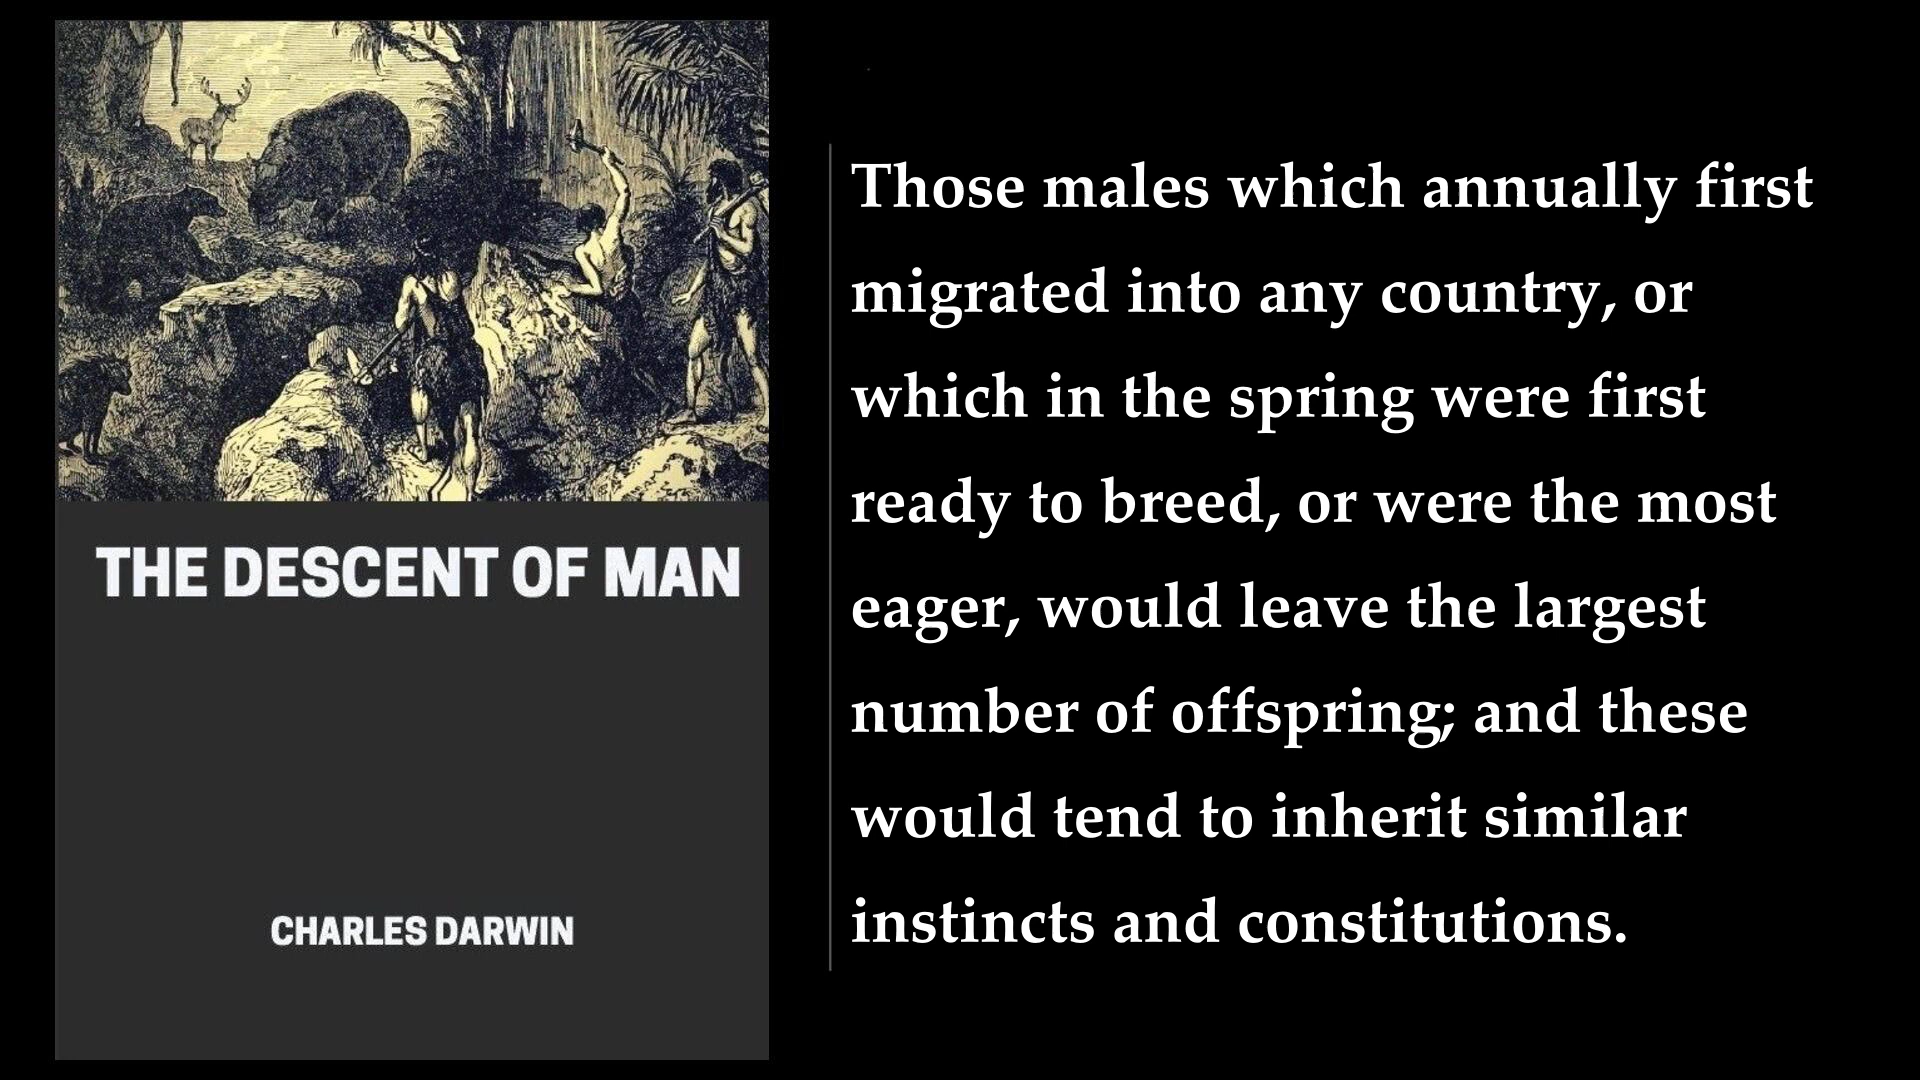 THE DESCENT OF MAN
CHARLES DARWIN
Those males which annually first
migrated into any country, or
which in the spring were first
ready to breed, or were the most
eager, would leave the largest
number of offspring; and these
would tend to inherit similar
instincts and constitutions.